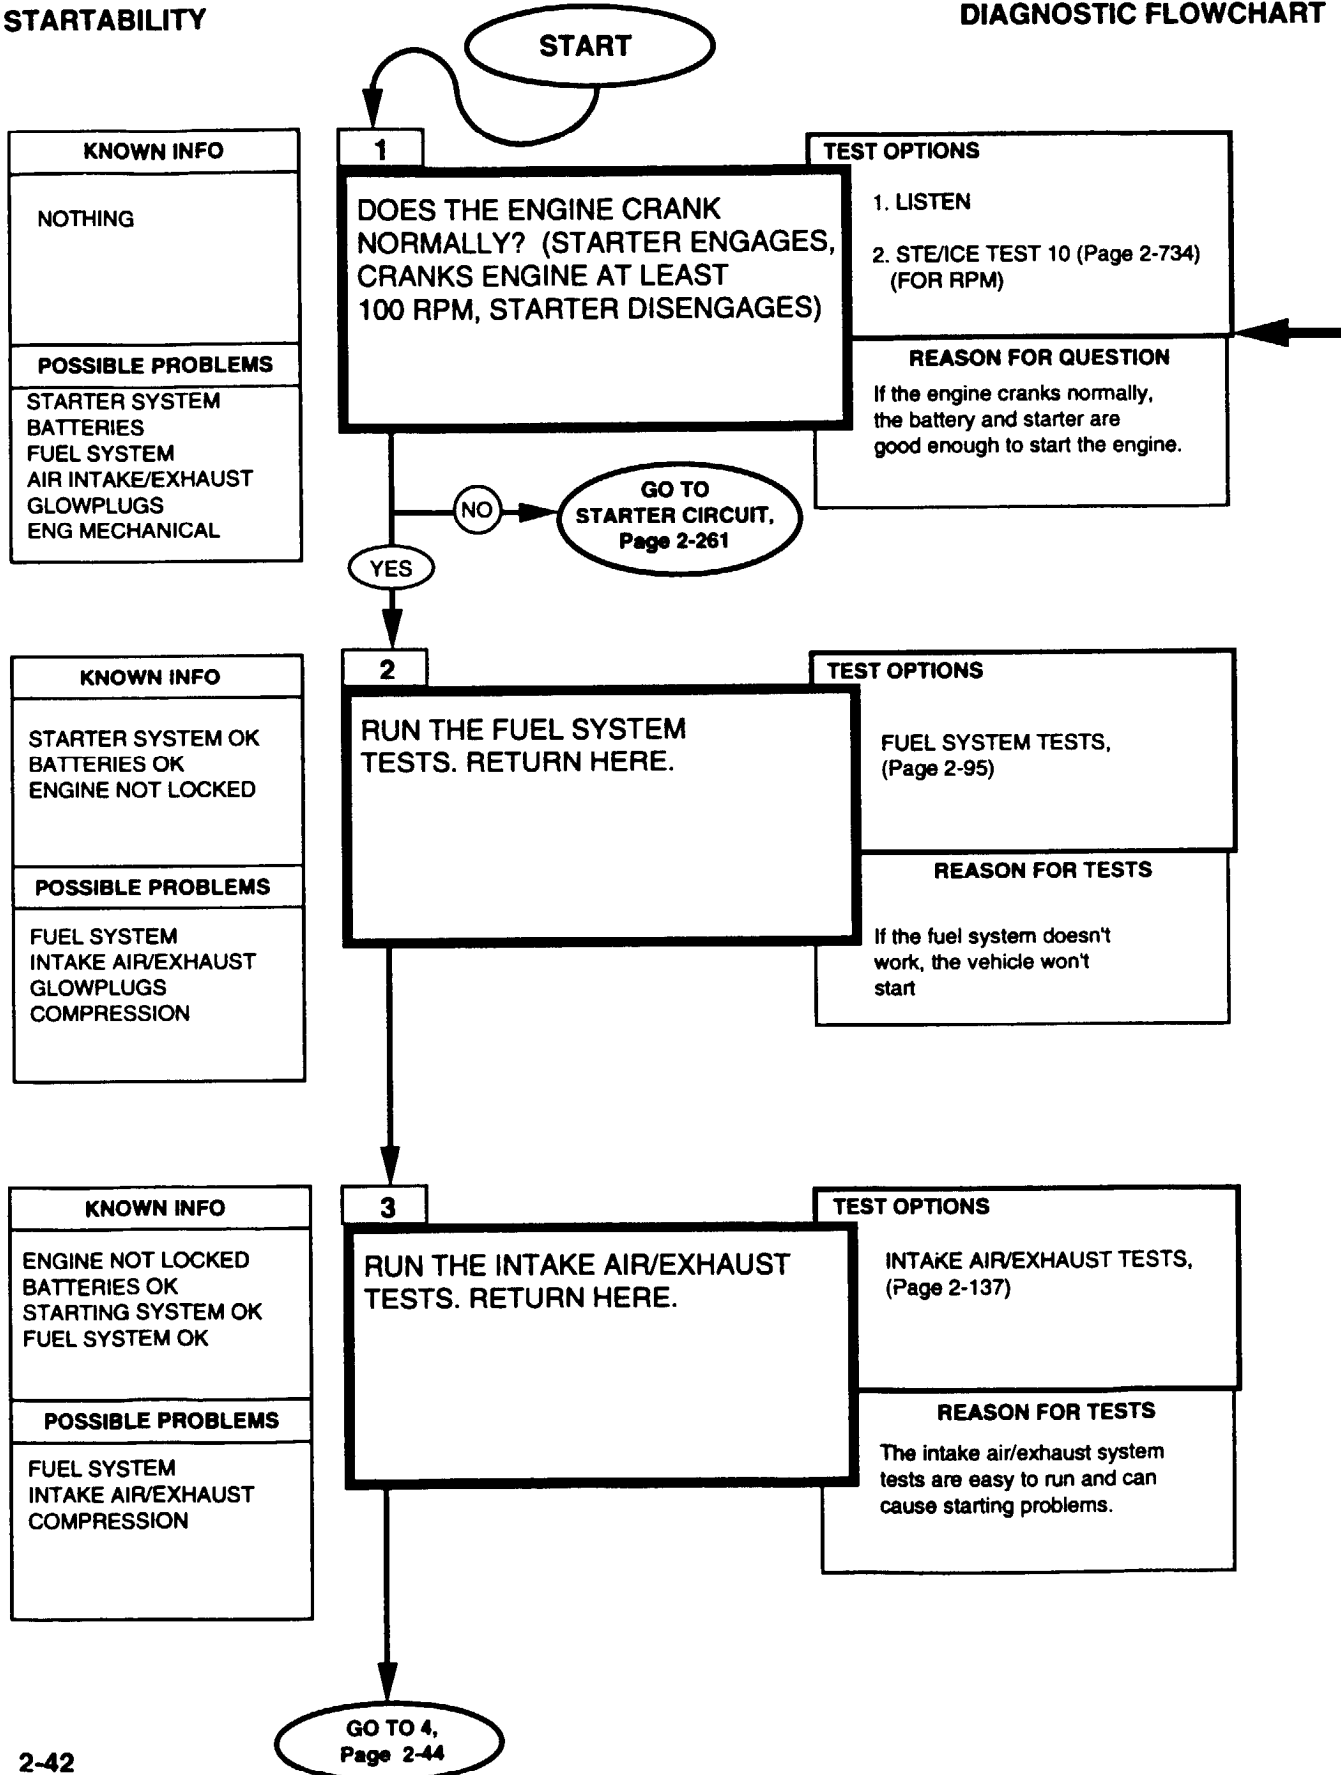 STARTABILITY
DIAGNOSTIC FLOWCHART
START
KNOWN INFO
NOTHING
POSSIBLE PROBLEMS
STARTER SYSTEM
BATTERIES
FUEL SYSTEM
AIR INTAKE/EXHAUST
GLOWPLUGS
ENG MECHANICAL
1
DOES THE ENGINE CRANK
NORMALLY? (STARTER ENGAGES,
CRANKS ENGINE AT LEAST
100 RPM, STARTER DISENGAGES)
TEST OPTIONS
1. LISTEN
2. STE/ICE TEST 10 (Page 2-734)
(FOR RPM)
REASON FOR QUESTION
If the engine cranks normally,
the battery and starter are
good enough to start the engine.
NO
GO TO
STARTER CIRCUIT,
Page 2-261
YES
KNOWN INFO
STARTER SYSTEM OK
BATTERIES OK
ENGINE NOT LOCKED
POSSIBLE PROBLEMS
FUEL SYSTEM
INTAKE AIR/EXHAUST
GLOWPLUGS
COMPRESSION
2
RUN THE FUEL SYSTEM
TESTS. RETURN HERE.
TEST OPTIONS
FUEL SYSTEM TESTS,
(Page 2-95)
REASON FOR TESTS
If the fuel system doesn't
work, the vehicle won't
start
KNOWN INFO
ENGINE NOT LOCKED
BATTERIES OK
STARTING SYSTEM OK
FUEL SYSTEM OK
POSSIBLE PROBLEMS
FUEL SYSTEM
INTAKE AIR/EXHAUST
COMPRESSION
3
RUN THE INTAKE AIR/EXHAUST
TESTS. RETURN HERE.
TEST OPTIONS
INTAKE AIR/EXHAUST TESTS,
(Page 2-137)
REASON FOR TESTS
The intake air/exhaust system
tests are easy to run and can
cause starting problems.
GO TO 4,
Page 2-44
2-42